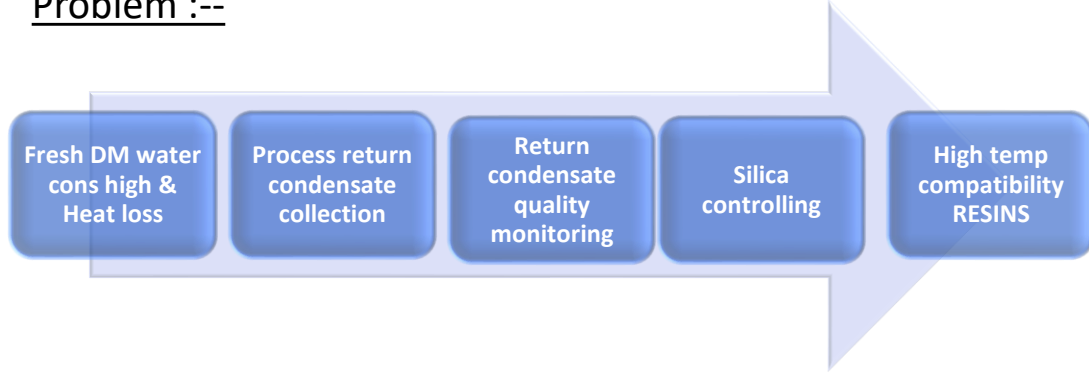 Problem :--
Fresh DM water
cons high &
Heat loss
Process return
condensate
collection
Return
condensate
quality
monitoring
Silica
controlling
High temp
compatibility
RESINS